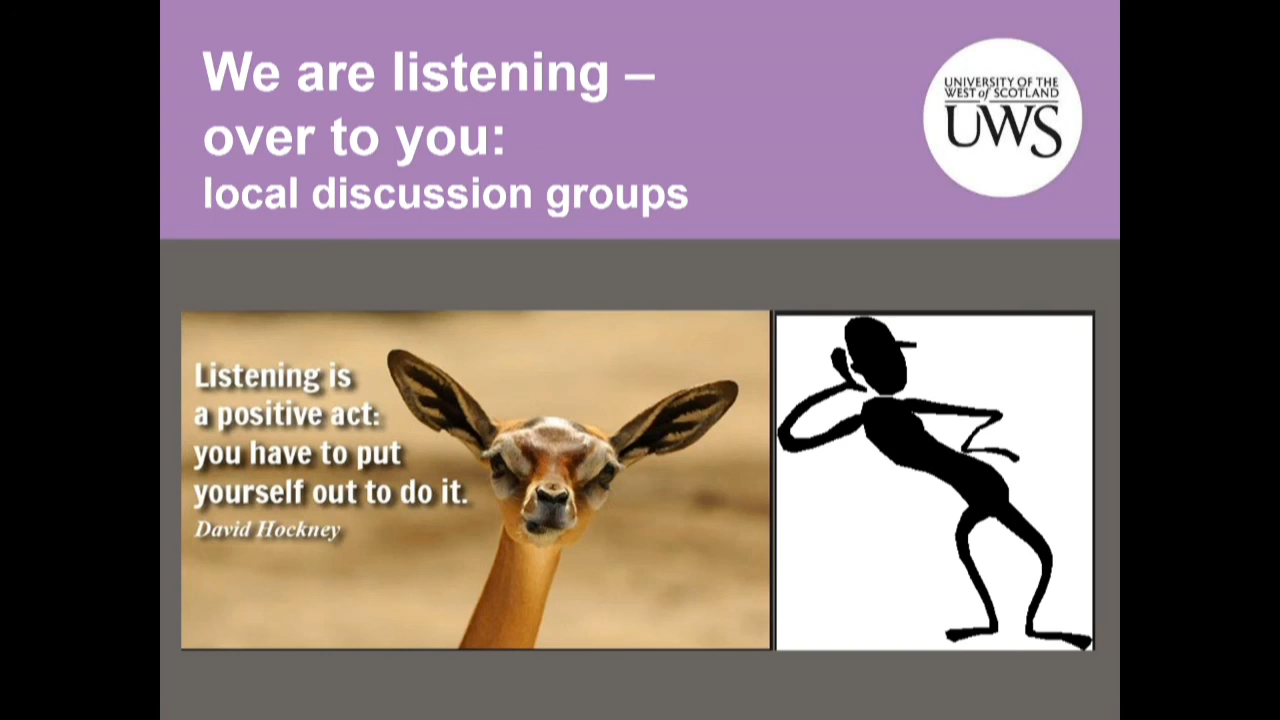 We are listening –
over to you:
local discussion groups
UNIVERSITY OF THE
WEST of SCOTLAND
UWS
Listening is
a positive act:
you have to put
yourself out to do it.
David Hockney